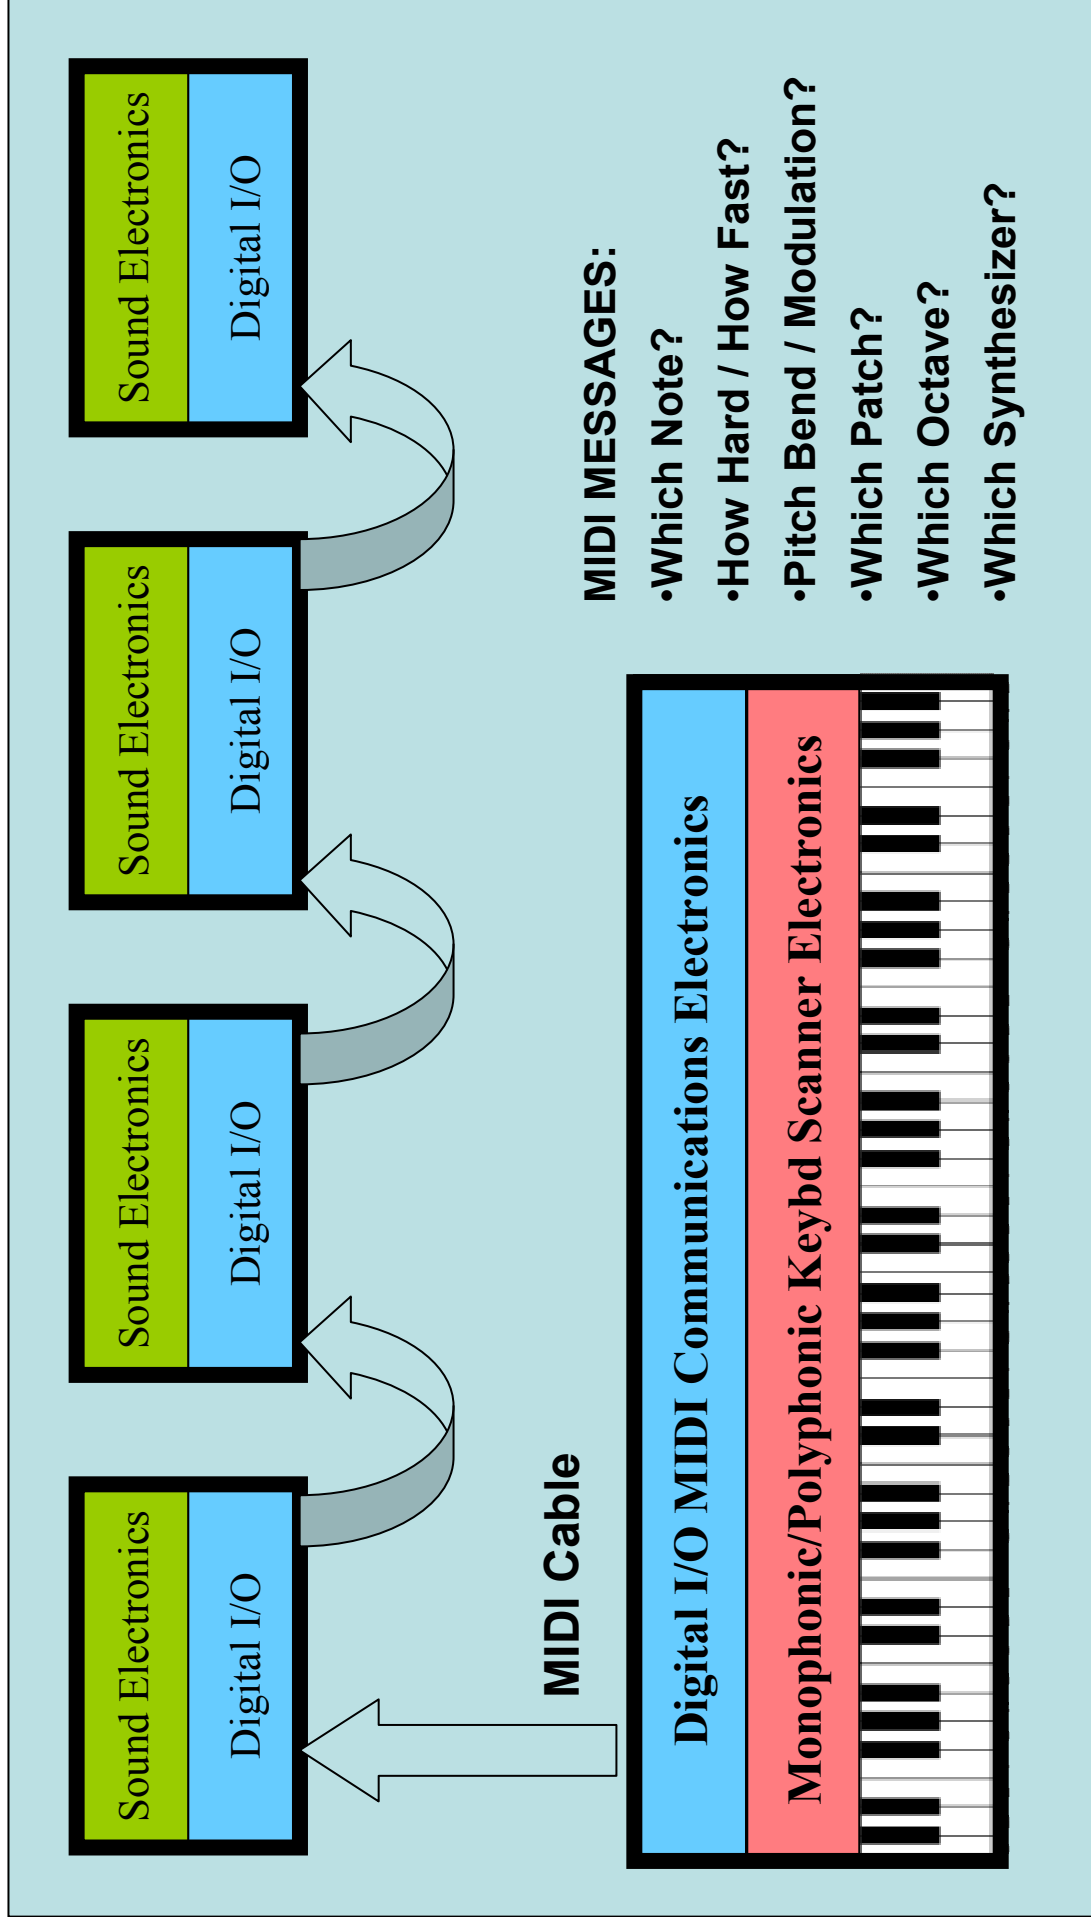 Sound Electronics
Digital I/O
Sound Electronics
Digital I/O
Sound Electronics
Digital I/O
Sound Electronics
Digital I/O
MIDI Cable
MIDI MESSAGES:
•Which Note?
•How Hard / How Fast?
•Pitch Bend / Modulation?
•Which Patch?
•Which Octave?
•Which Synthesizer?
Digital I/O MIDI Communications Electronics
Monophonic/Polyphonic Keybd Scanner Electronics